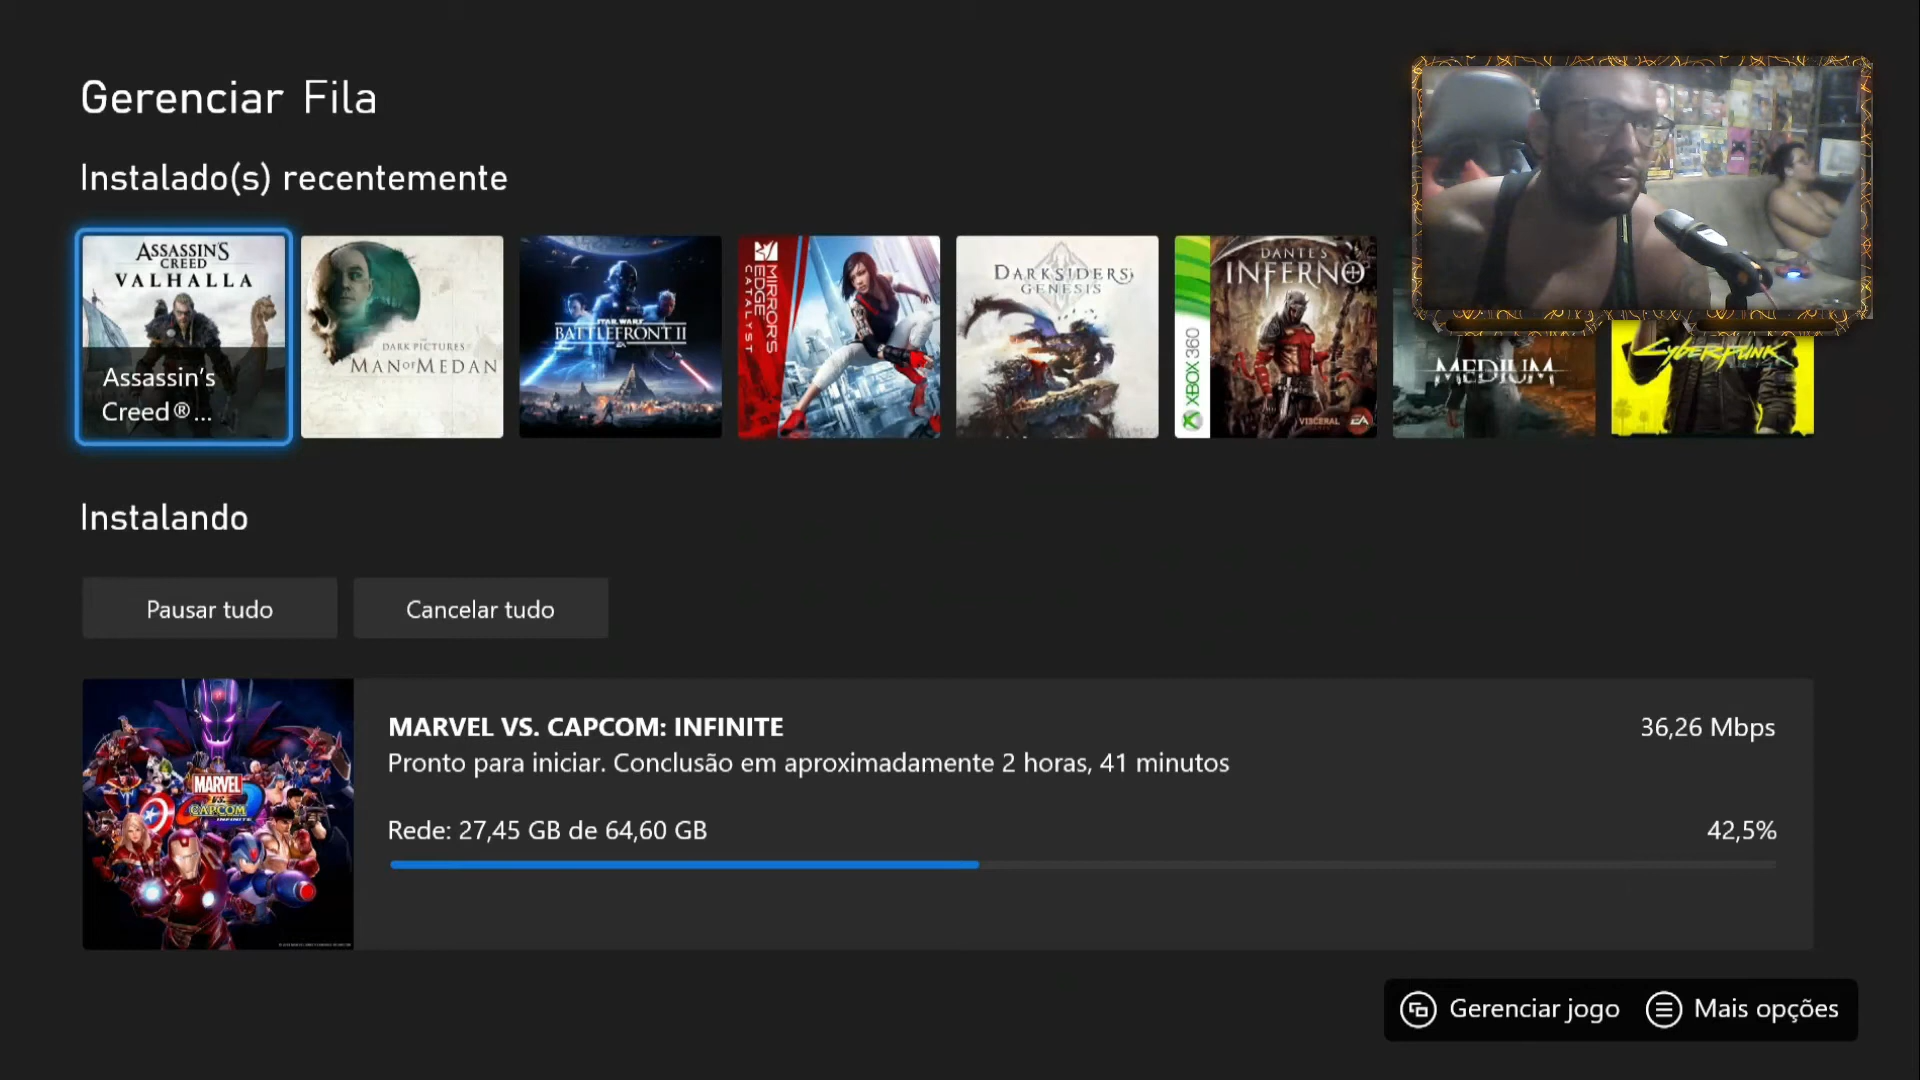 Gerenciar Fila
Instalado(s) recentemente
ASSASSIN'S
CREED
VALHALLA
Assassin's
Creed®...
DARK PICTURES
MAN OF MEDAN
STAR WARS
BATTLEFRONT II
MIRROR'S
EDGE
CATALYST
DARKSIDERS
GENESIS
XBOX 360
DANTE'S
INFERNO
VISCERAL
EA
MEDIUM
CYBERPUNK
Instalando
Pausar tudo
Cancelar tudo
MARVEL
CAPCOM
INFINITE
MARVEL VS. CAPCOM: INFINITE
36,26 Mbps
Pronto para iniciar. Conclusão em aproximadamente 2 horas, 41 minutos
Rede: 27,45 GB de 64,60 GB
42,5%
Gerenciar jogo
Mais opções